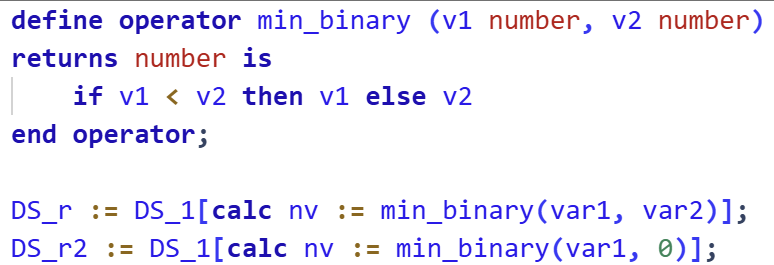 define operator min_binary (v1 number, v2 number)
returns number is
    if v1 < v2 then v1 else v2
end operator;
DS_r := DS_1[calc nv := min_binary(var1, var2)];
DS_r2 := DS_1[calc nv := min_binary(var1, 0)];